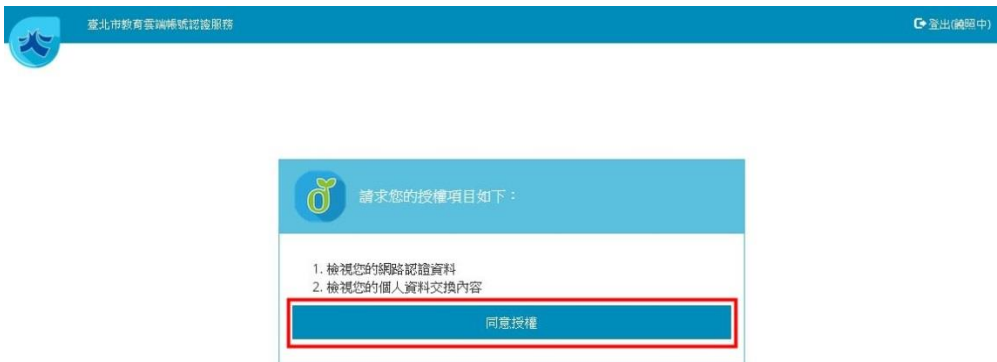 臺北市教育雲端帳號認證服務
登出(饒照中)
請求您的授權項目如下：
1. 檢視您的網路認證資料
2. 檢視您的個人資料交換內容
同意授權